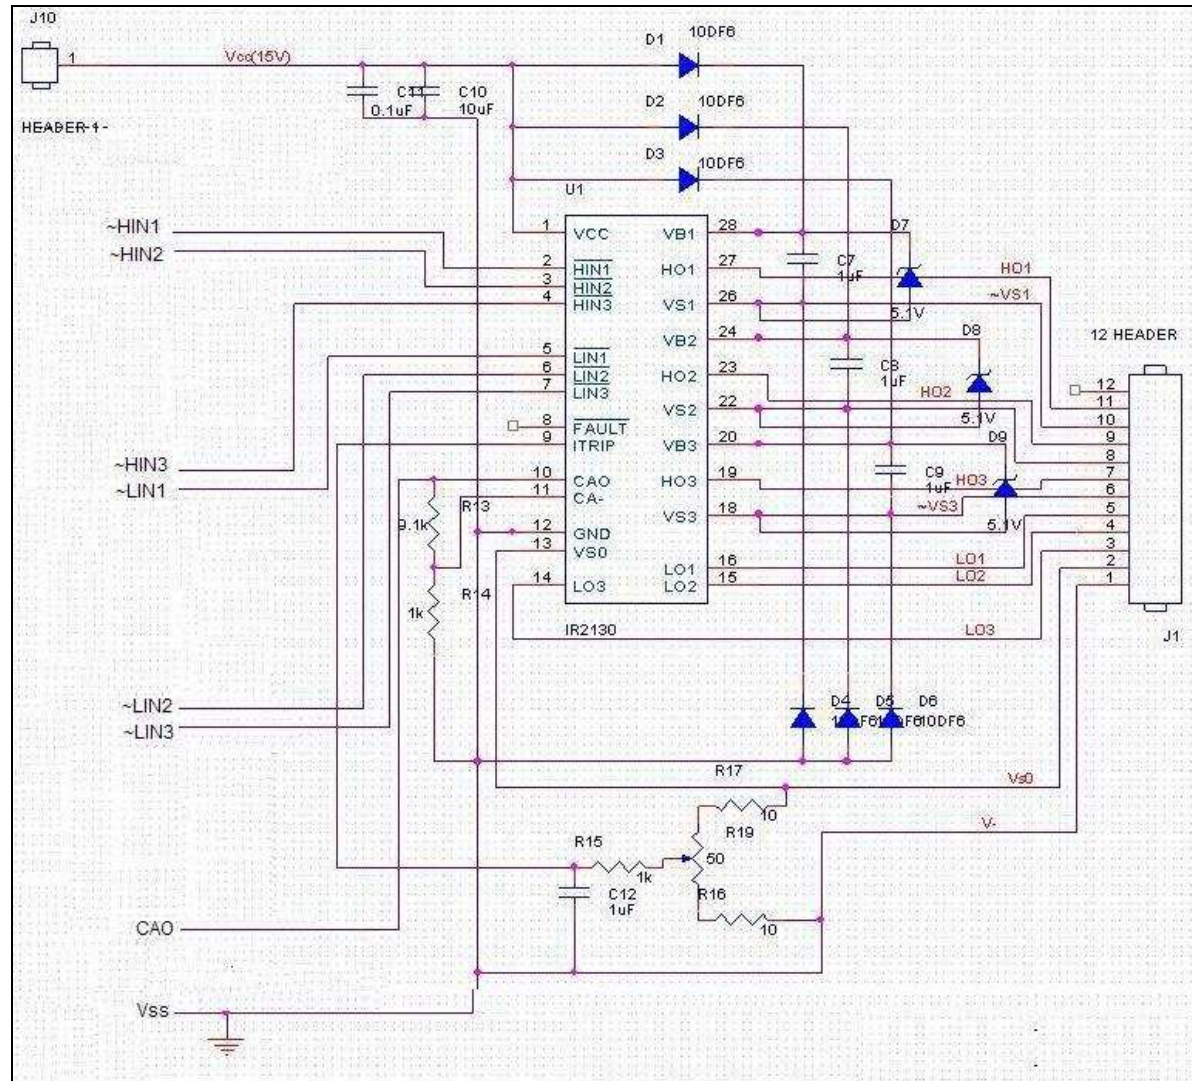 J10
1
Vcc(15V)
HEADER-1-
C11
0.1uF
C10
10uF
D1
10DF6
D2
10DF6
D3
10DF6
U1
~HIN1
~HIN2
~HIN3
~LIN1
~LIN2
~LIN3
CAO
Vss
1 VCC
2 HIN1
3 HIN2
4 HIN3
5 LIN1
6 LIN2
7 LIN3
8 FAULT
9 ITRIP
10 CAO
11 CA-
12 GND
13 VS0
14 LO3
VB1 28
HO1 27
VS1 26
VB2 24
HO2 23
VS2 22
VB3 20
HO3 19
VS3 18
LO1 16
LO2 15
IR2130
C7
1uF
C8
1uF
C9
1uF
D7
5.1V
D8
5.1V
D9
5.1V
HO1
~VS1
HO2
HO3
~VS3
LO1
LO2
LO3
12 HEADER
12
11
10
9
8
7
6
5
4
3
2
1
J1
R13
9.1k
R14
1k
D4
D5
D6
10DF6
R17
10
Vs0
R19
50
V-
R15
1k
R16
10
C12
1uF